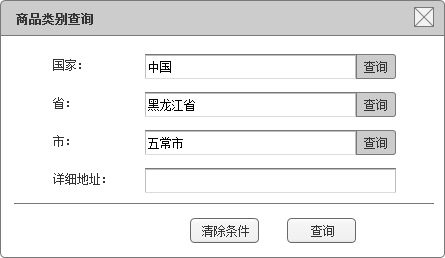 商品类别查询
国家： 中国 查询
省： 黑龙江省 查询
市： 五常市 查询
详细地址：
清除条件 查询